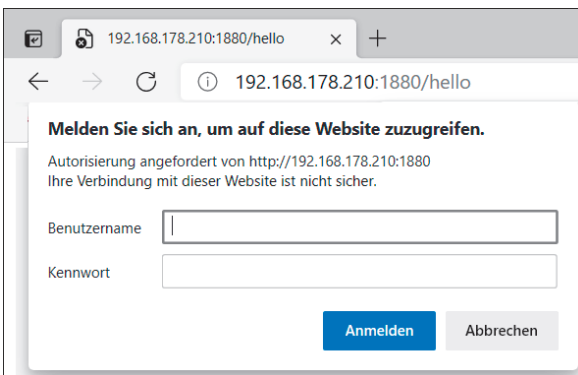 192.168.178.210:1880/hello
192.168.178.210:1880/hello
Melden Sie sich an, um auf diese Website zuzugreifen.
Autorisierung angefordert von http://192.168.178.210:1880
Ihre Verbindung mit dieser Website ist nicht sicher.
Benutzername
Kennwort
Anmelden Abbrechen